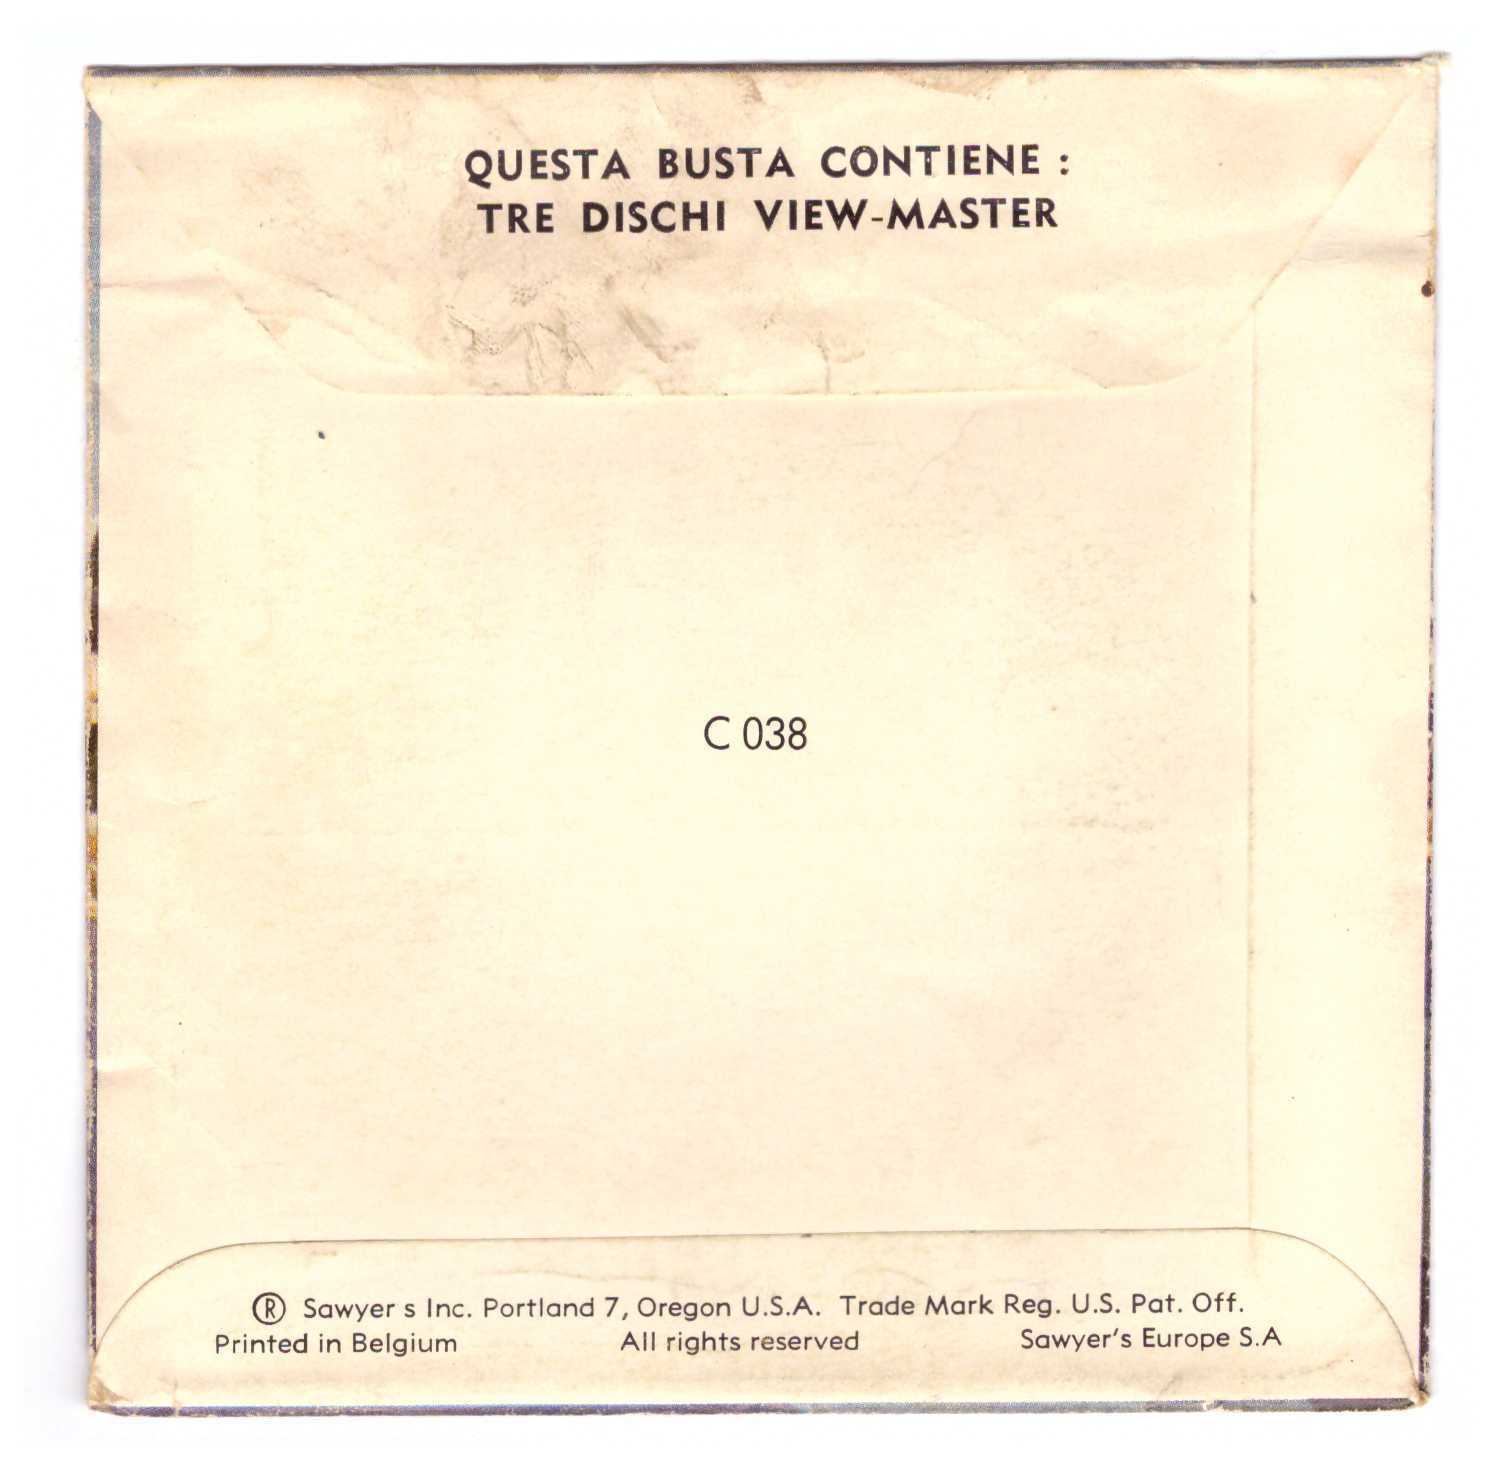 QUESTA BUSTA CONTIENE :
TRE DISCHI VIEW-MASTER
C 038
® Sawyer s Inc. Portland 7, Oregon U.S.A. Trade Mark Reg. U.S. Pat. Off.
Printed in Belgium All rights reserved Sawyer's Europe S.A